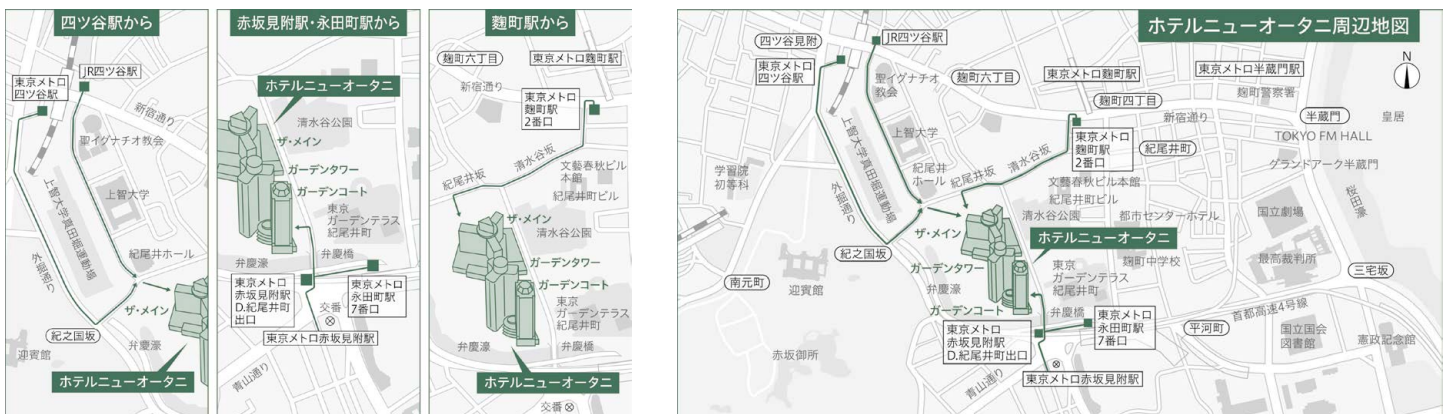 四ツ谷駅から
東京メトロ
四ツ谷駅
JR四ツ谷駅
新宿通り
聖イグナチオ教会
上智大学
上智大学真田堀運動場
外堀通り
紀尾井ホール
ザ・メイン
紀之国坂
弁慶濠
迎賓館
ホテルニューオータニ
赤坂見附駅・永田町駅から
ホテルニューオータニ
清水谷公園
ザ・メイン
ガーデンタワー
ガーデンコート
東京
ガーデンテラス
紀尾井町
弁慶濠
弁慶橋
東京メトロ
赤坂見附駅
D.紀尾井町
出口
東京メトロ
永田町駅
7番口
交番
東京メトロ赤坂見附駅
青山通り
麴町駅から
麹町六丁目
東京メトロ麹町駅
新宿通り
東京メトロ
麹町駅
2番口
清水谷坂
紀尾井坂
文藝春秋ビル
本館
紀尾井町ビル
ザ・メイン
清水谷公園
ガーデンタワー
ガーデンコート
東京
ガーデンテラス
紀尾井町
弁慶濠
弁慶橋
ホテルニューオータニ
交番
ホテルニューオータニ周辺地図
N
四ツ谷見附
JR四ツ谷駅
東京メトロ
四ツ谷駅
聖イグナチオ
教会
麹町六丁目
東京メトロ麹町駅
東京メトロ半蔵門駅
麹町警察署
麹町四丁目
新宿通り
半蔵門
皇居
上智大学
東京メトロ
麹町駅
2番口
紀尾井町
TOKYO FM HALL
グランドアーク半蔵門
学習院
初等科
上智大学真田堀運動場
外堀通り
紀尾井
ホール
紀尾井坂
清水谷坂
文藝春秋ビル本館
紀尾井町ビル
清水谷公園
都市センターホテル
国立劇場
桜田濠
ザ・メイン
ホテルニューオータニ
紀之国坂
ガーデンタワー
麹町中学校
最高裁判所
三宅坂
南元町
迎賓館
東京
ガーデンテラス
紀尾井町
弁慶濠
ガーデンコート
弁慶橋
首都高速4号線
東京メトロ
赤坂見附駅
D.紀尾井町出口
東京メトロ
永田町駅
7番口
平河町
国立国会
図書館
憲政記念館
赤坂御所
青山通り
東京メトロ赤坂見附駅